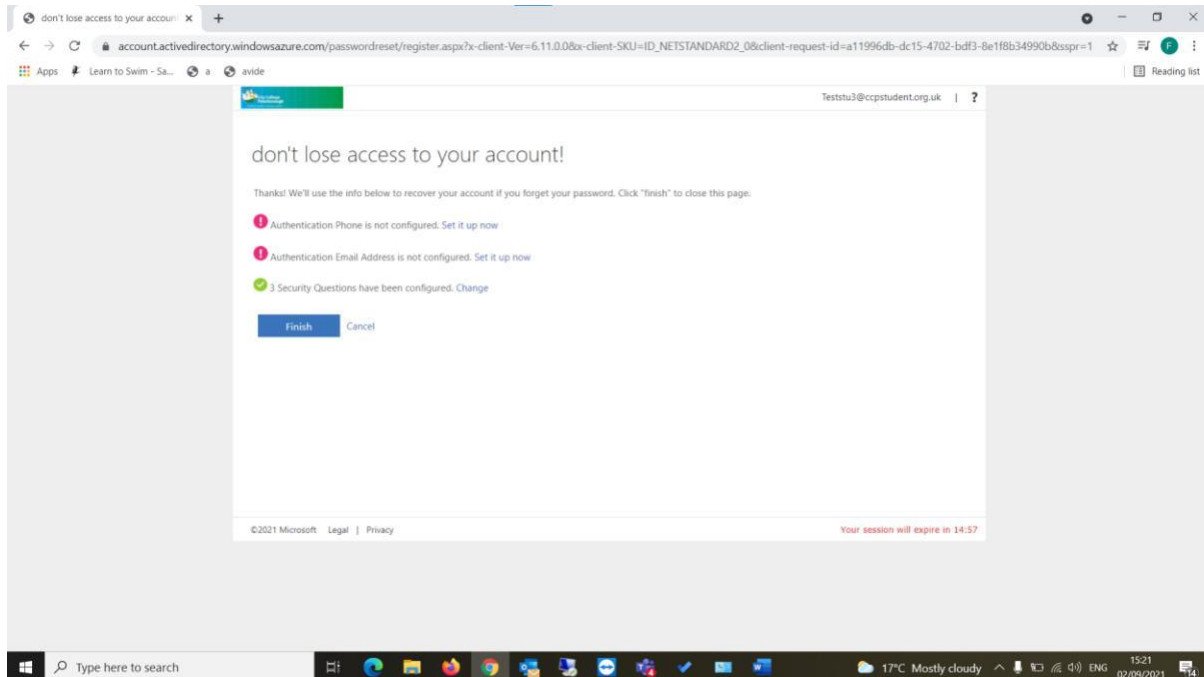 don't lose access to your accoun
account.activedirectory.windowsazure.com/passwordreset/register.aspx?x-client-Ver=6.11.0.0&x-client-SKU=ID_NETSTANDARD2_0&client-request-id=a11996db-dc15-4702-bdf3-8e1f8b34990b&sspr=1
F
Apps Learn to Swim - Sa... a avide Reading list
Teststu3@ccpstudent.org.uk | ?
don't lose access to your account!
Thanks! We'll use the info below to recover your account if you forget your password. Click "finish" to close this page.
Authentication Phone is not configured. Set it up now
Authentication Email Address is not configured. Set it up now
3 Security Questions have been configured. Change
Finish Cancel
©2021 Microsoft Legal | Privacy Your session will expire in 14:57
Type here to search 17°C Mostly cloudy ENG 15:21
02/09/2021